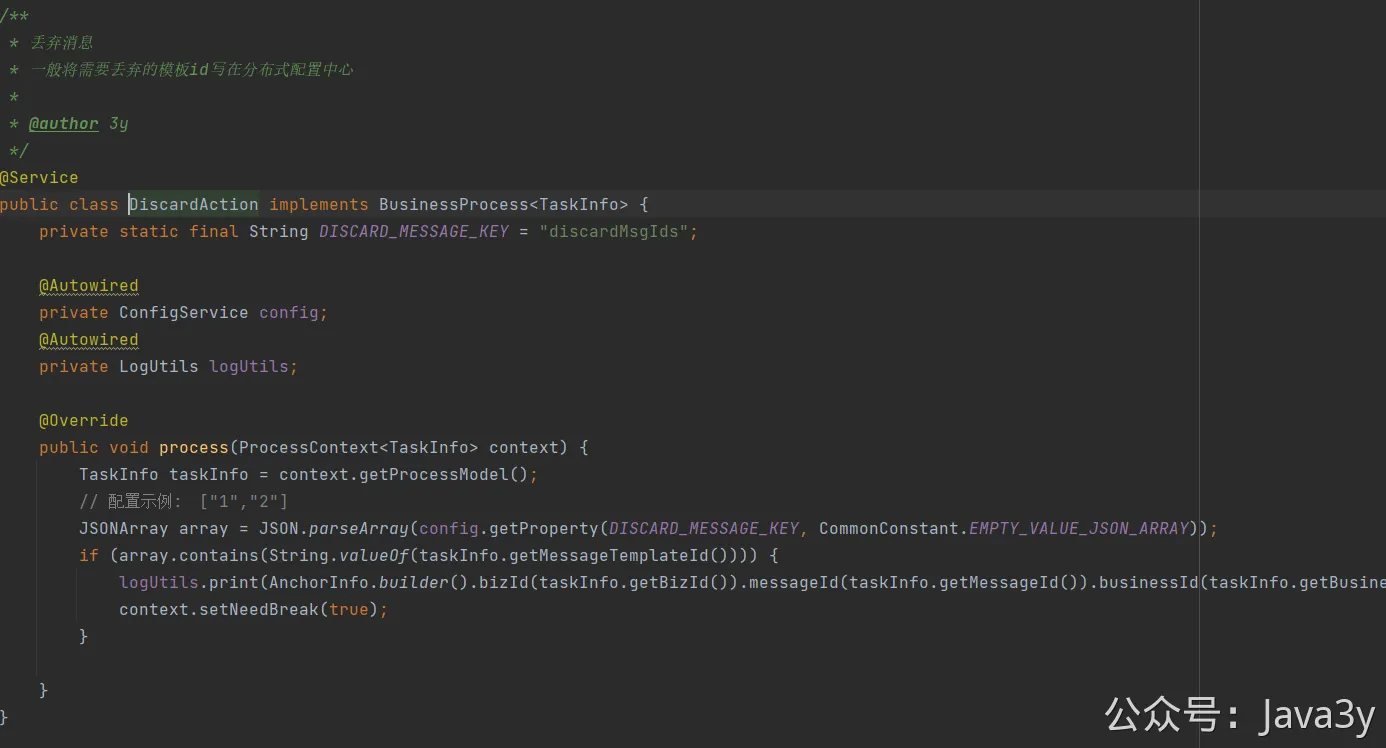 /**
 * 丢弃消息
 * 一般将需要丢弃的模板id写在分布式配置中心
 *
 * @author 3y
 */
@Service
public class DiscardAction implements BusinessProcess<TaskInfo> {
    private static final String DISCARD_MESSAGE_KEY = "discardMsgIds";

    @Autowired
    private ConfigService config;
    @Autowired
    private LogUtils logUtils;

    @Override
    public void process(ProcessContext<TaskInfo> context) {
        TaskInfo taskInfo = context.getProcessModel();
        // 配置示例: ["1","2"]
        JSONArray array = JSON.parseArray(config.getProperty(DISCARD_MESSAGE_KEY, CommonConstant.EMPTY_VALUE_JSON_ARRAY));
        if (array.contains(String.valueOf(taskInfo.getMessageTemplateId()))) {
            logUtils.print(AnchorInfo.builder().bizId(taskInfo.getBizId()).messageId(taskInfo.getMessageId()).businessId(taskInfo.getBusine
            context.setNeedBreak(true);
        }

    }
}
公众号：Java3y